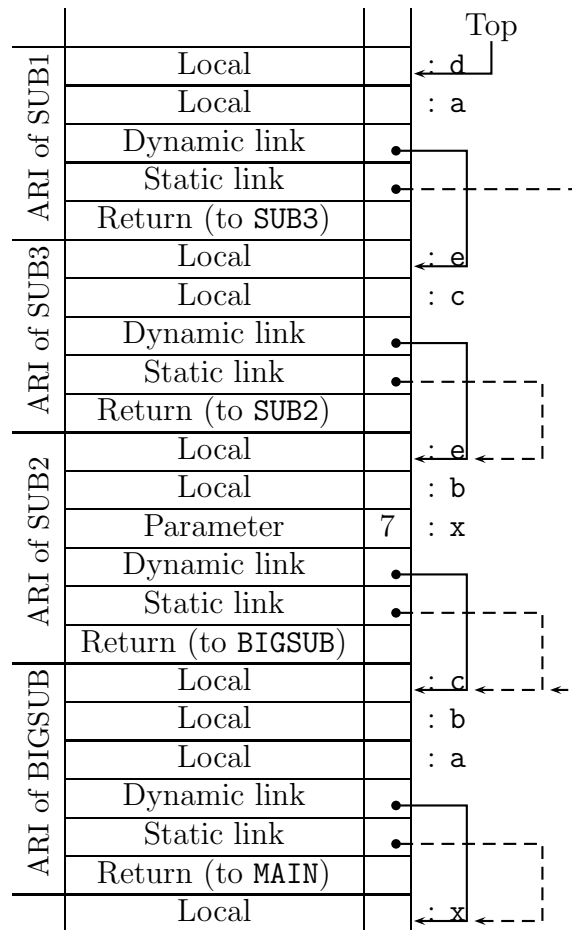 Top
ARI of SUB1
Local : d
Local : a
Dynamic link
Static link
Return (to SUB3)
ARI of SUB3
Local : e
Local : c
Dynamic link
Static link
Return (to SUB2)
ARI of SUB2
Local : e
Local : b
Parameter 7 : x
Dynamic link
Static link
Return (to BIGSUB)
ARI of BIGSUB
Local : c
Local : b
Local : a
Dynamic link
Static link
Return (to MAIN)
Local : x